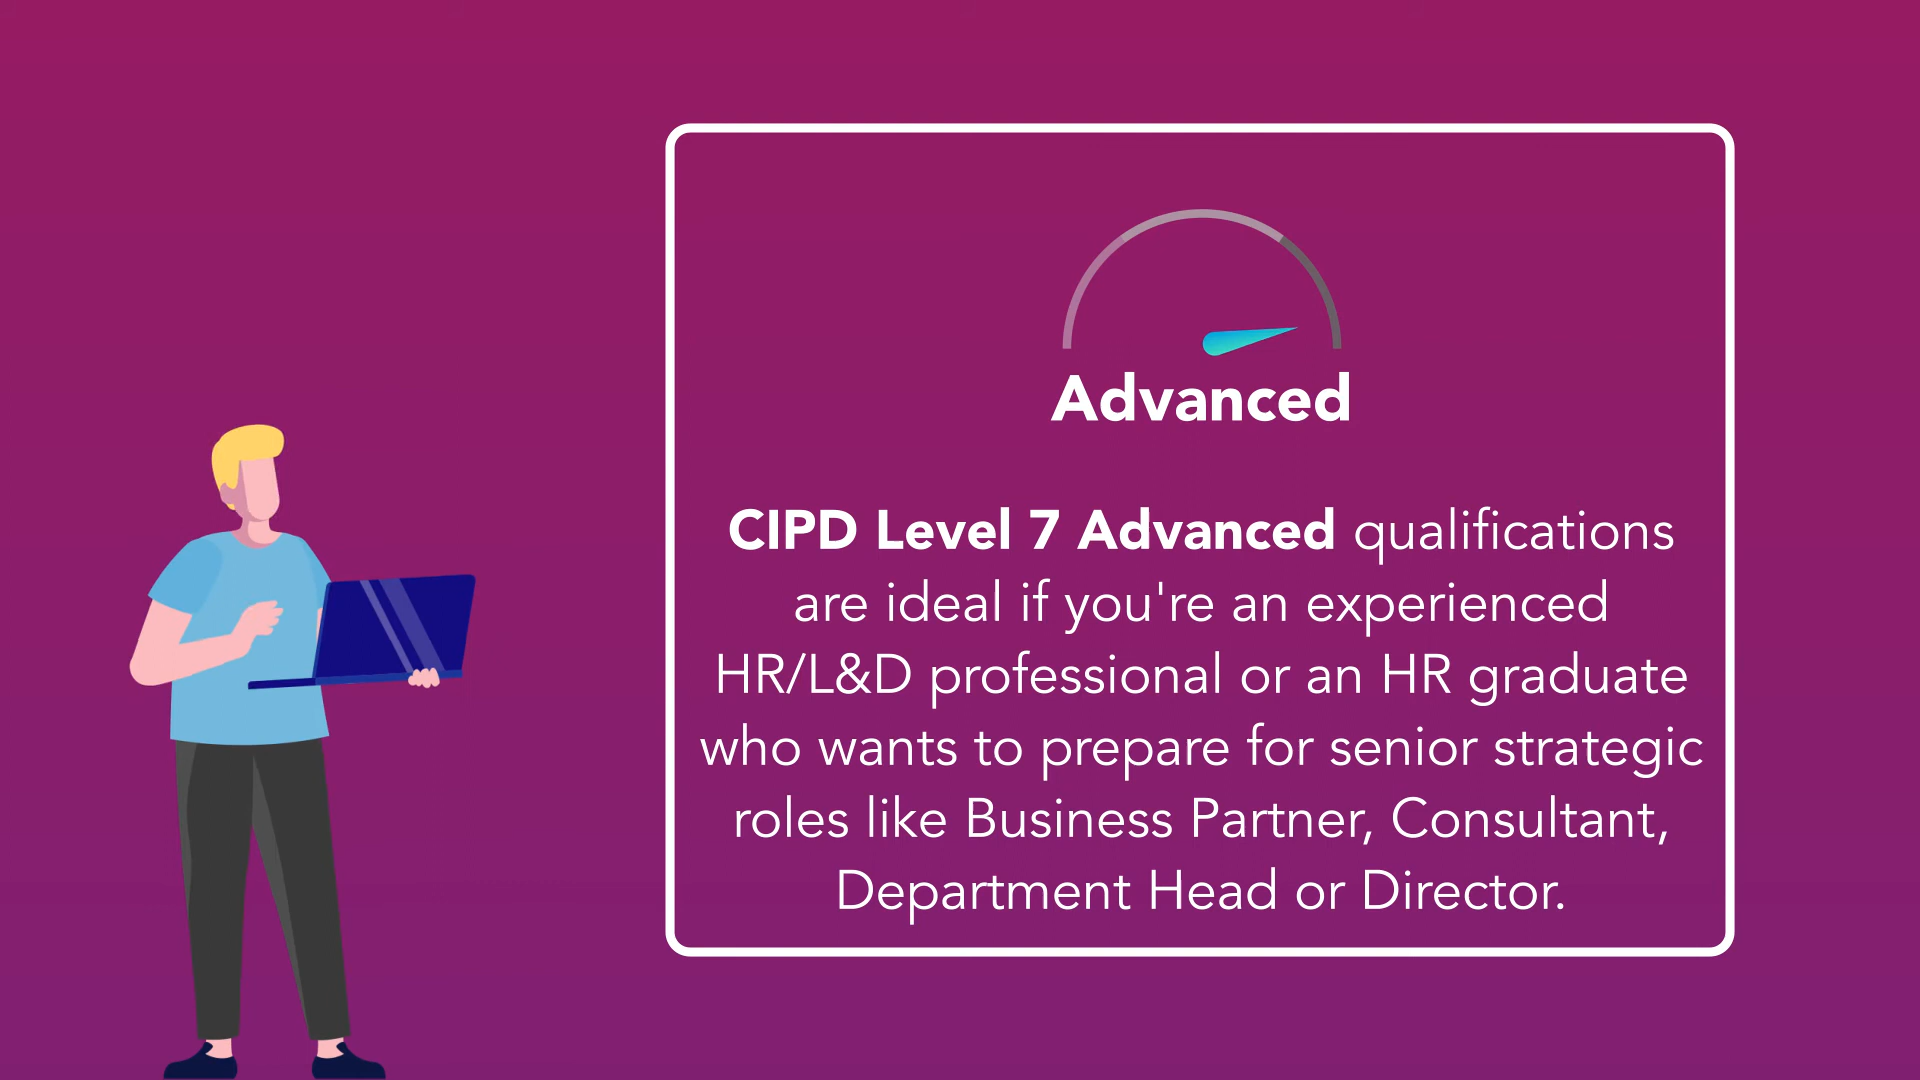 Advanced
CIPD Level 7 Advanced qualifications
are ideal if you're an experienced
HR/L&D professional or an HR graduate
who wants to prepare for senior strategic
roles like Business Partner, Consultant,
Department Head or Director.